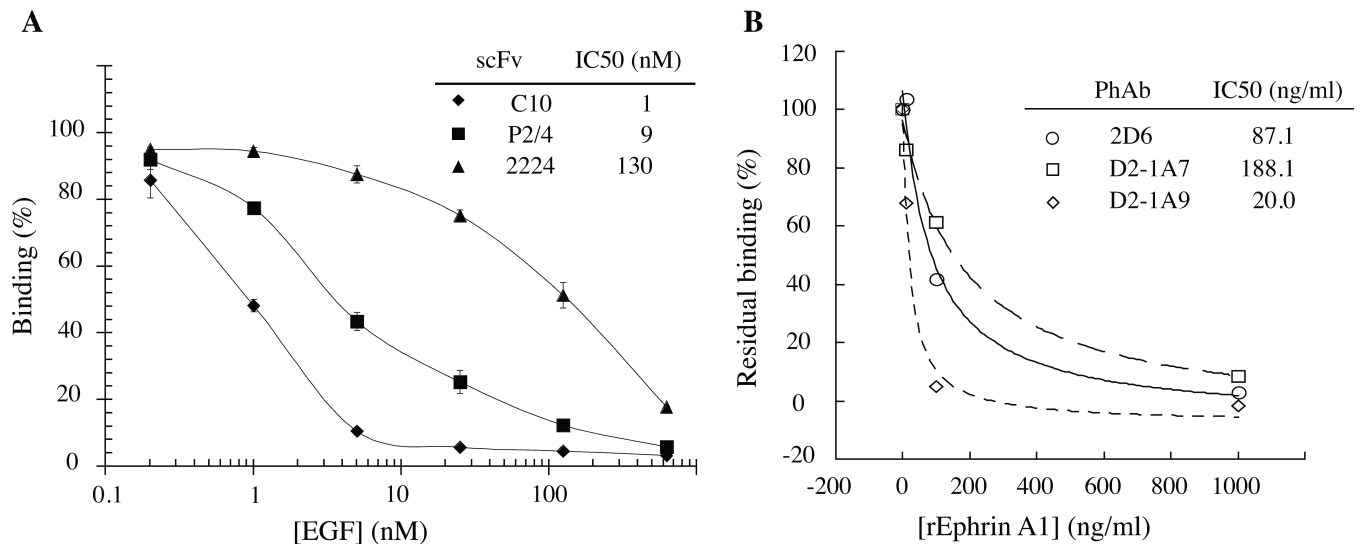 A
scFv IC50 (nM)
C10 1
P2/4 9
2224 130
100
80
60
40
20
0
Binding (%)
0.1 1 10 100
[EGF] (nM)
B
PhAb IC50 (ng/ml)
2D6 87.1
D2-1A7 188.1
D2-1A9 20.0
120
100
80
60
40
20
0
-20
Residual binding (%)
-200 0 200 400 600 800 1000
[rEphrin A1] (ng/ml)